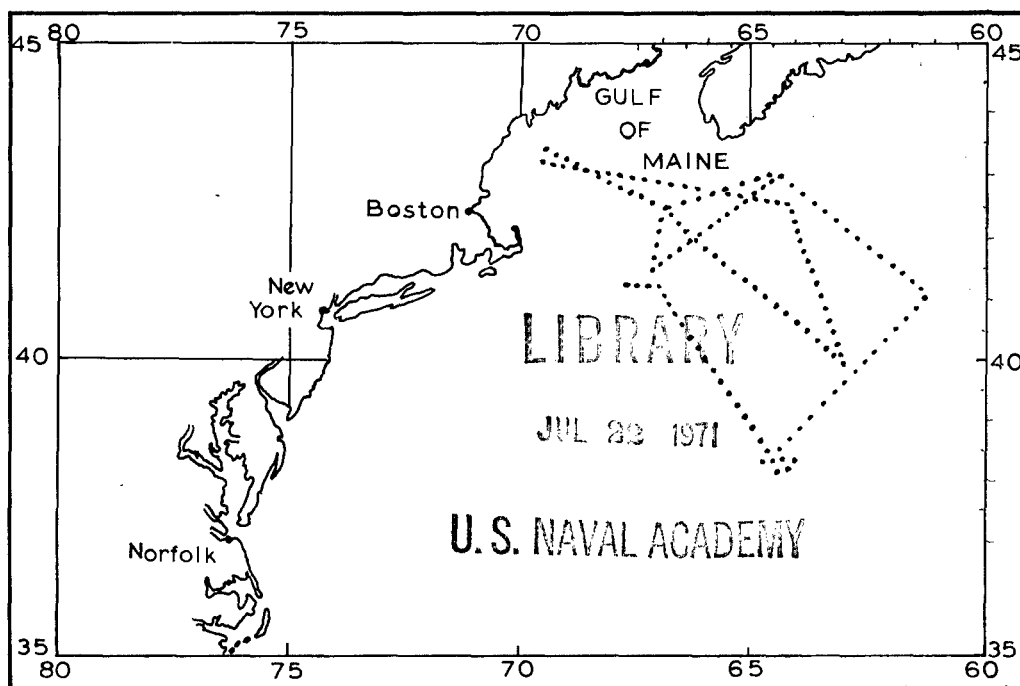 80 75 70 65 60
45 45
GULF
OF
MAINE
Boston
New
York
LIBRARY
40 40
JUL 22 1971
U.S. NAVAL ACADEMY
Norfolk
35 35
80 75 70 65 60